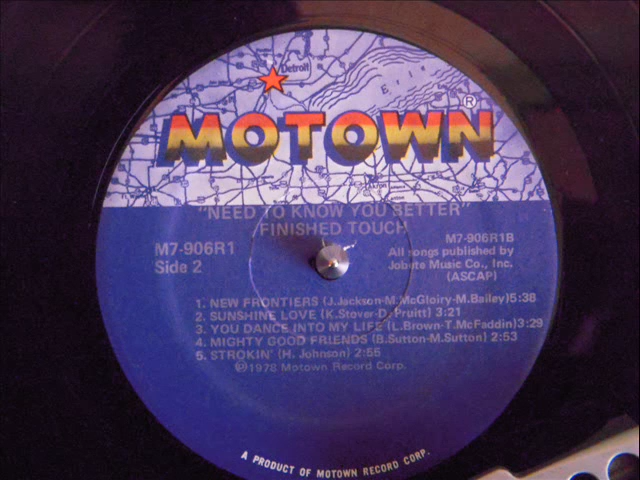 Detroit
Erie
MOTOWN®
"NEED TO KNOW YOU BETTER"
FINISHED TOUCH
M7-906R1
Side 2
M7-906R1B
All songs published by
Jobete Music Co., Inc.
(ASCAP)
1. NEW FRONTIERS (J.Jackson-M.McGloiry-M.Bailey)5:38
2. SUNSHINE LOVE (K.Stover-D.Pruitt) 3:21
3. YOU DANCE INTO MY LIFE (L.Brown-T.McFaddin)3:29
4. MIGHTY GOOD FRIENDS (B.Sutton-M.Sutton) 2:53
5. STROKIN' (H. Johnson) 2:55
℗1978 Motown Record Corp.
A PRODUCT OF MOTOWN RECORD CORP.